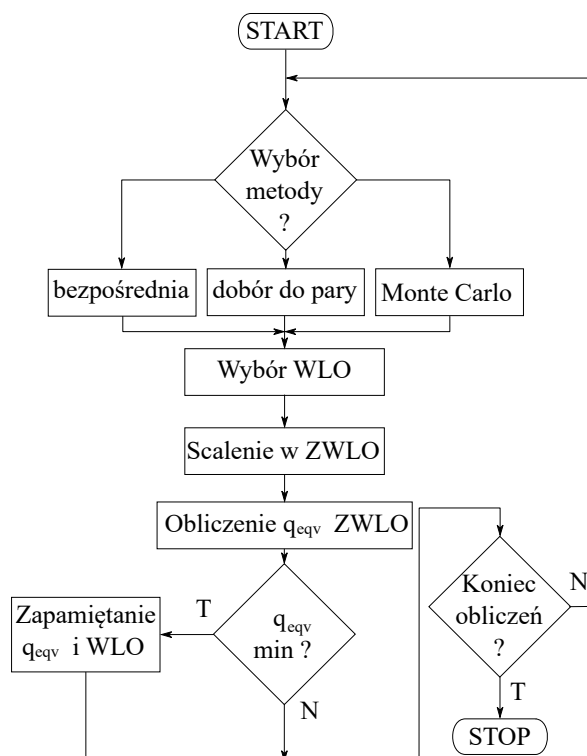 START
Wybór
metody
?
bezpośrednia
dobór do pary
Monte Carlo
Wybór WLO
Scalenie w ZWLO
Obliczenie qeqv ZWLO
qeqv
min ?
T
N
Zapamiętanie
qeqv i WLO
Koniec
obliczeń
?
N
T
STOP